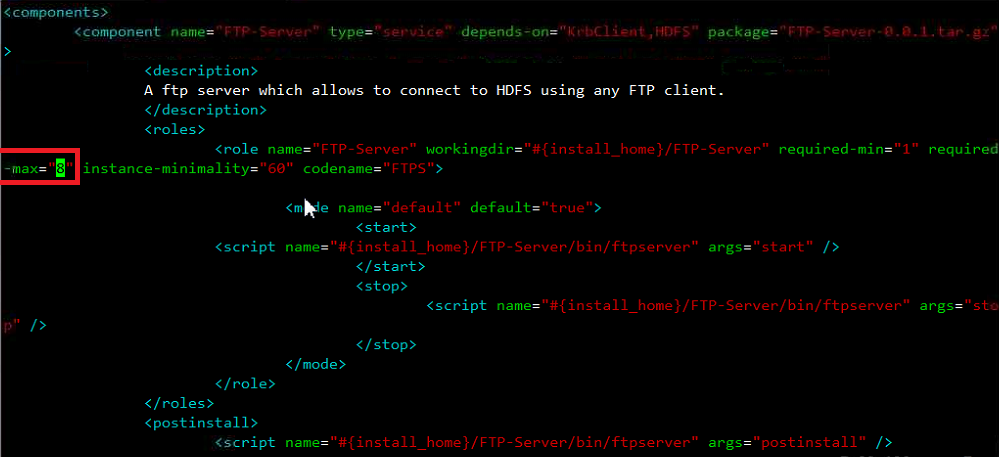 <components>
<component name="FTP-Server" type="service" depends-on="KrbClient,HDFS" package="FTP-Server-0.0.1.tar.gz"
>
<description>
A ftp server which allows to connect to HDFS using any FTP client.
</description>
<roles>
<role name="FTP-Server" workingdir="#{install_home}/FTP-Server" required-min="1" required
-max="8" instance-minimality="60" codename="FTPS">
<mode name="default" default="true">
<start>
<script name="#{install_home}/FTP-Server/bin/ftpserver" args="start" />
</start>
<stop>
<script name="#{install_home}/FTP-Server/bin/ftpserver" args="sto
p" />
</stop>
</mode>
</role>
</roles>
<postinstall>
<script name="#{install_home}/FTP-Server/bin/ftpserver" args="postinstall" />